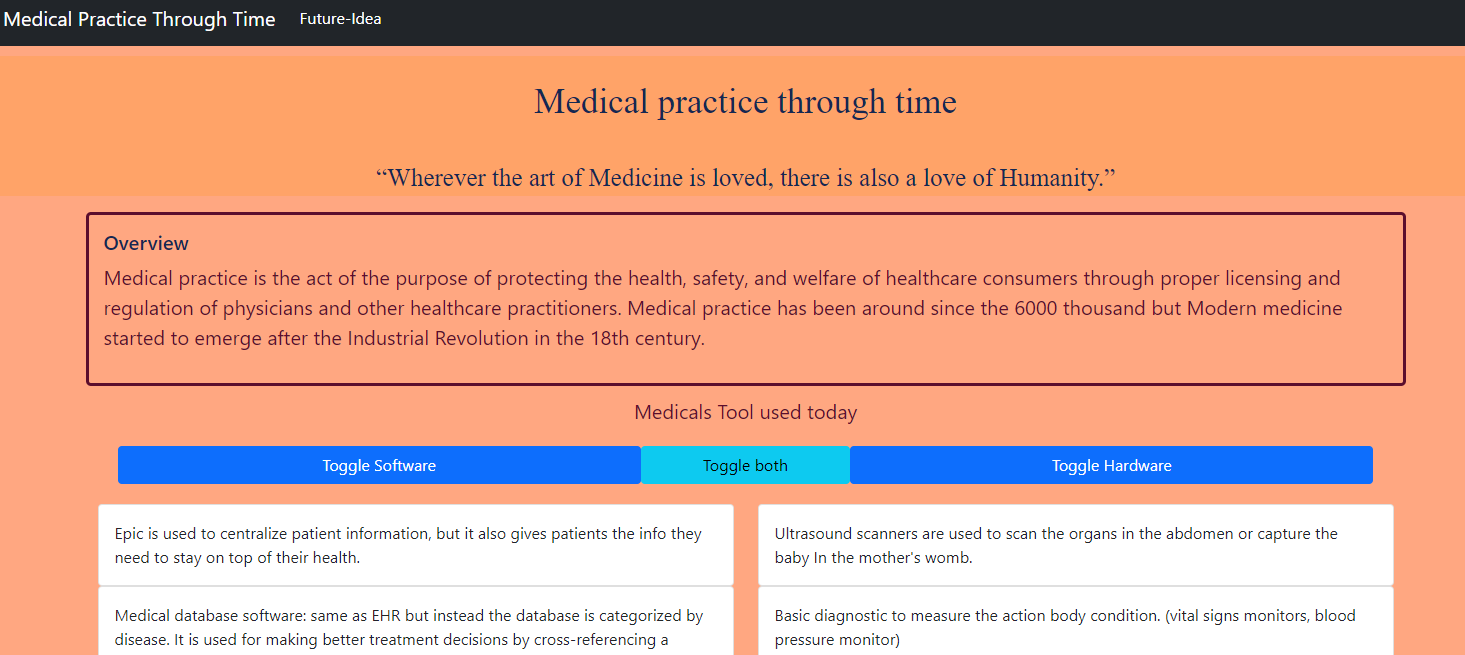 Medical Practice Through Time Future-Idea
Medical practice through time
“Wherever the art of Medicine is loved, there is also a love of Humanity.”
Overview
Medical practice is the act of the purpose of protecting the health, safety, and welfare of healthcare consumers through proper licensing and
regulation of physicians and other healthcare practitioners. Medical practice has been around since the 6000 thousand but Modern medicine
started to emerge after the Industrial Revolution in the 18th century.
Medicals Tool used today
Toggle Software Toggle both Toggle Hardware
Epic is used to centralize patient information, but it also gives patients the info they
need to stay on top of their health.
Medical database software: same as EHR but instead the database is categorized by
disease. It is used for making better treatment decisions by cross-referencing a
Ultrasound scanners are used to scan the organs in the abdomen or capture the
baby In the mother's womb.
Basic diagnostic to measure the action body condition. (vital signs monitors, blood
pressure monitor)